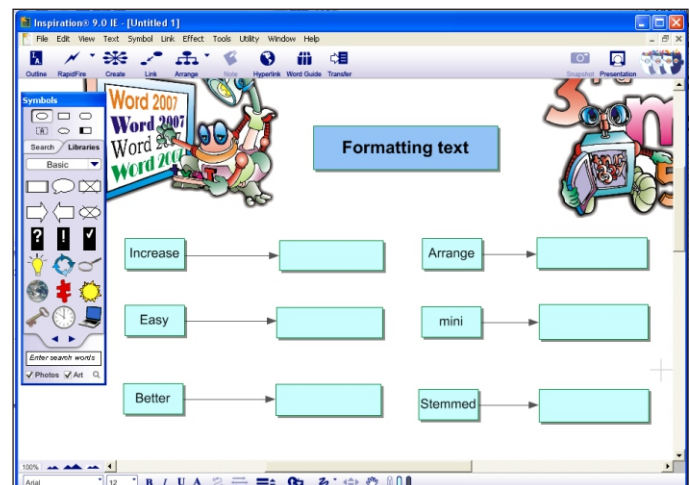 Inspiration® 9.0 IE - [Untitled 1]
File Edit View Text Symbol Link Effect Tools Utility Window Help
Outline RapidFire Create Link Arrange Note Hyperlink Word Guide Transfer Snapshot Presentation
Symbols
Search Libraries
Basic
Enter search words
Photos Art
Word 2007
Word 2007
Word
Word 2007
Formatting text
Increase
Arrange
Easy
mini
Better
Stemmed
100%
Arial 12 B I U A